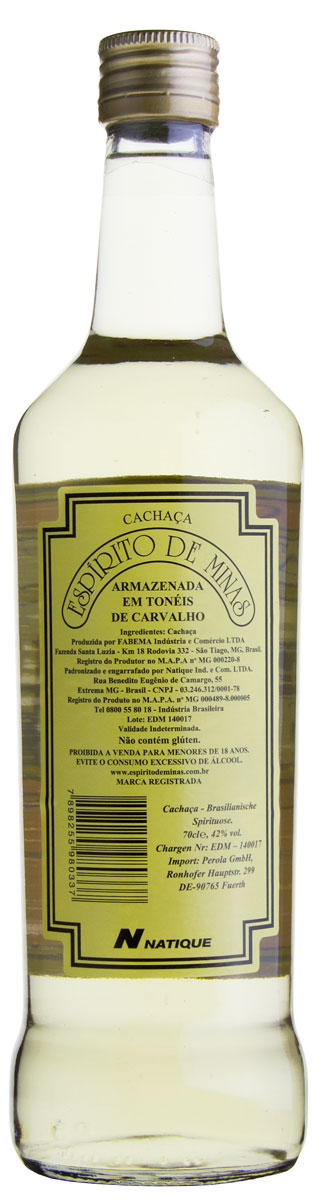 CACHAÇA
ESPÍRITO DE MINAS
ARMAZENADA
EM TONÉIS
DE CARVALHO
Ingredientes: Cachaça
Produzida por FABEMA Indústria e Comércio LTDA
Fazenda Santa Luzia - Km 18 Rodovia 332 - São Tiago, MG, Brasil.
Registro do Produtor no M.A.P.A nº MG 000220-8
Padronizado e engarrafado por Natique Ind. e Com. LTDA.
Rua Benedito Eugênio de Camargo, 55
Extrema MG - Brasil - CNPJ - 03.246.312/0001-78
Registro do Produto no M.A.P.A. nº MG 000489-8.000005
Tel 0800 55 80 18 - Indústria Brasileira
Lote: EDM 140017
Validade Indeterminada.
Não contém glúten.
PROIBIDA A VENDA PARA MENORES DE 18 ANOS.
EVITE O CONSUMO EXCESSIVO DE ÁLCOOL.
www.espiritodeminas.com.br
MARCA REGISTRADA
7898255980337
Cachaça - Brasilianische
Spirituose.
70cl℮, 42% vol.
Chargen Nr: EDM – 140017
Import: Perola GmbH,
Ronhofer Hauptstr. 299
DE-90765 Fuerth
N NATIQUE